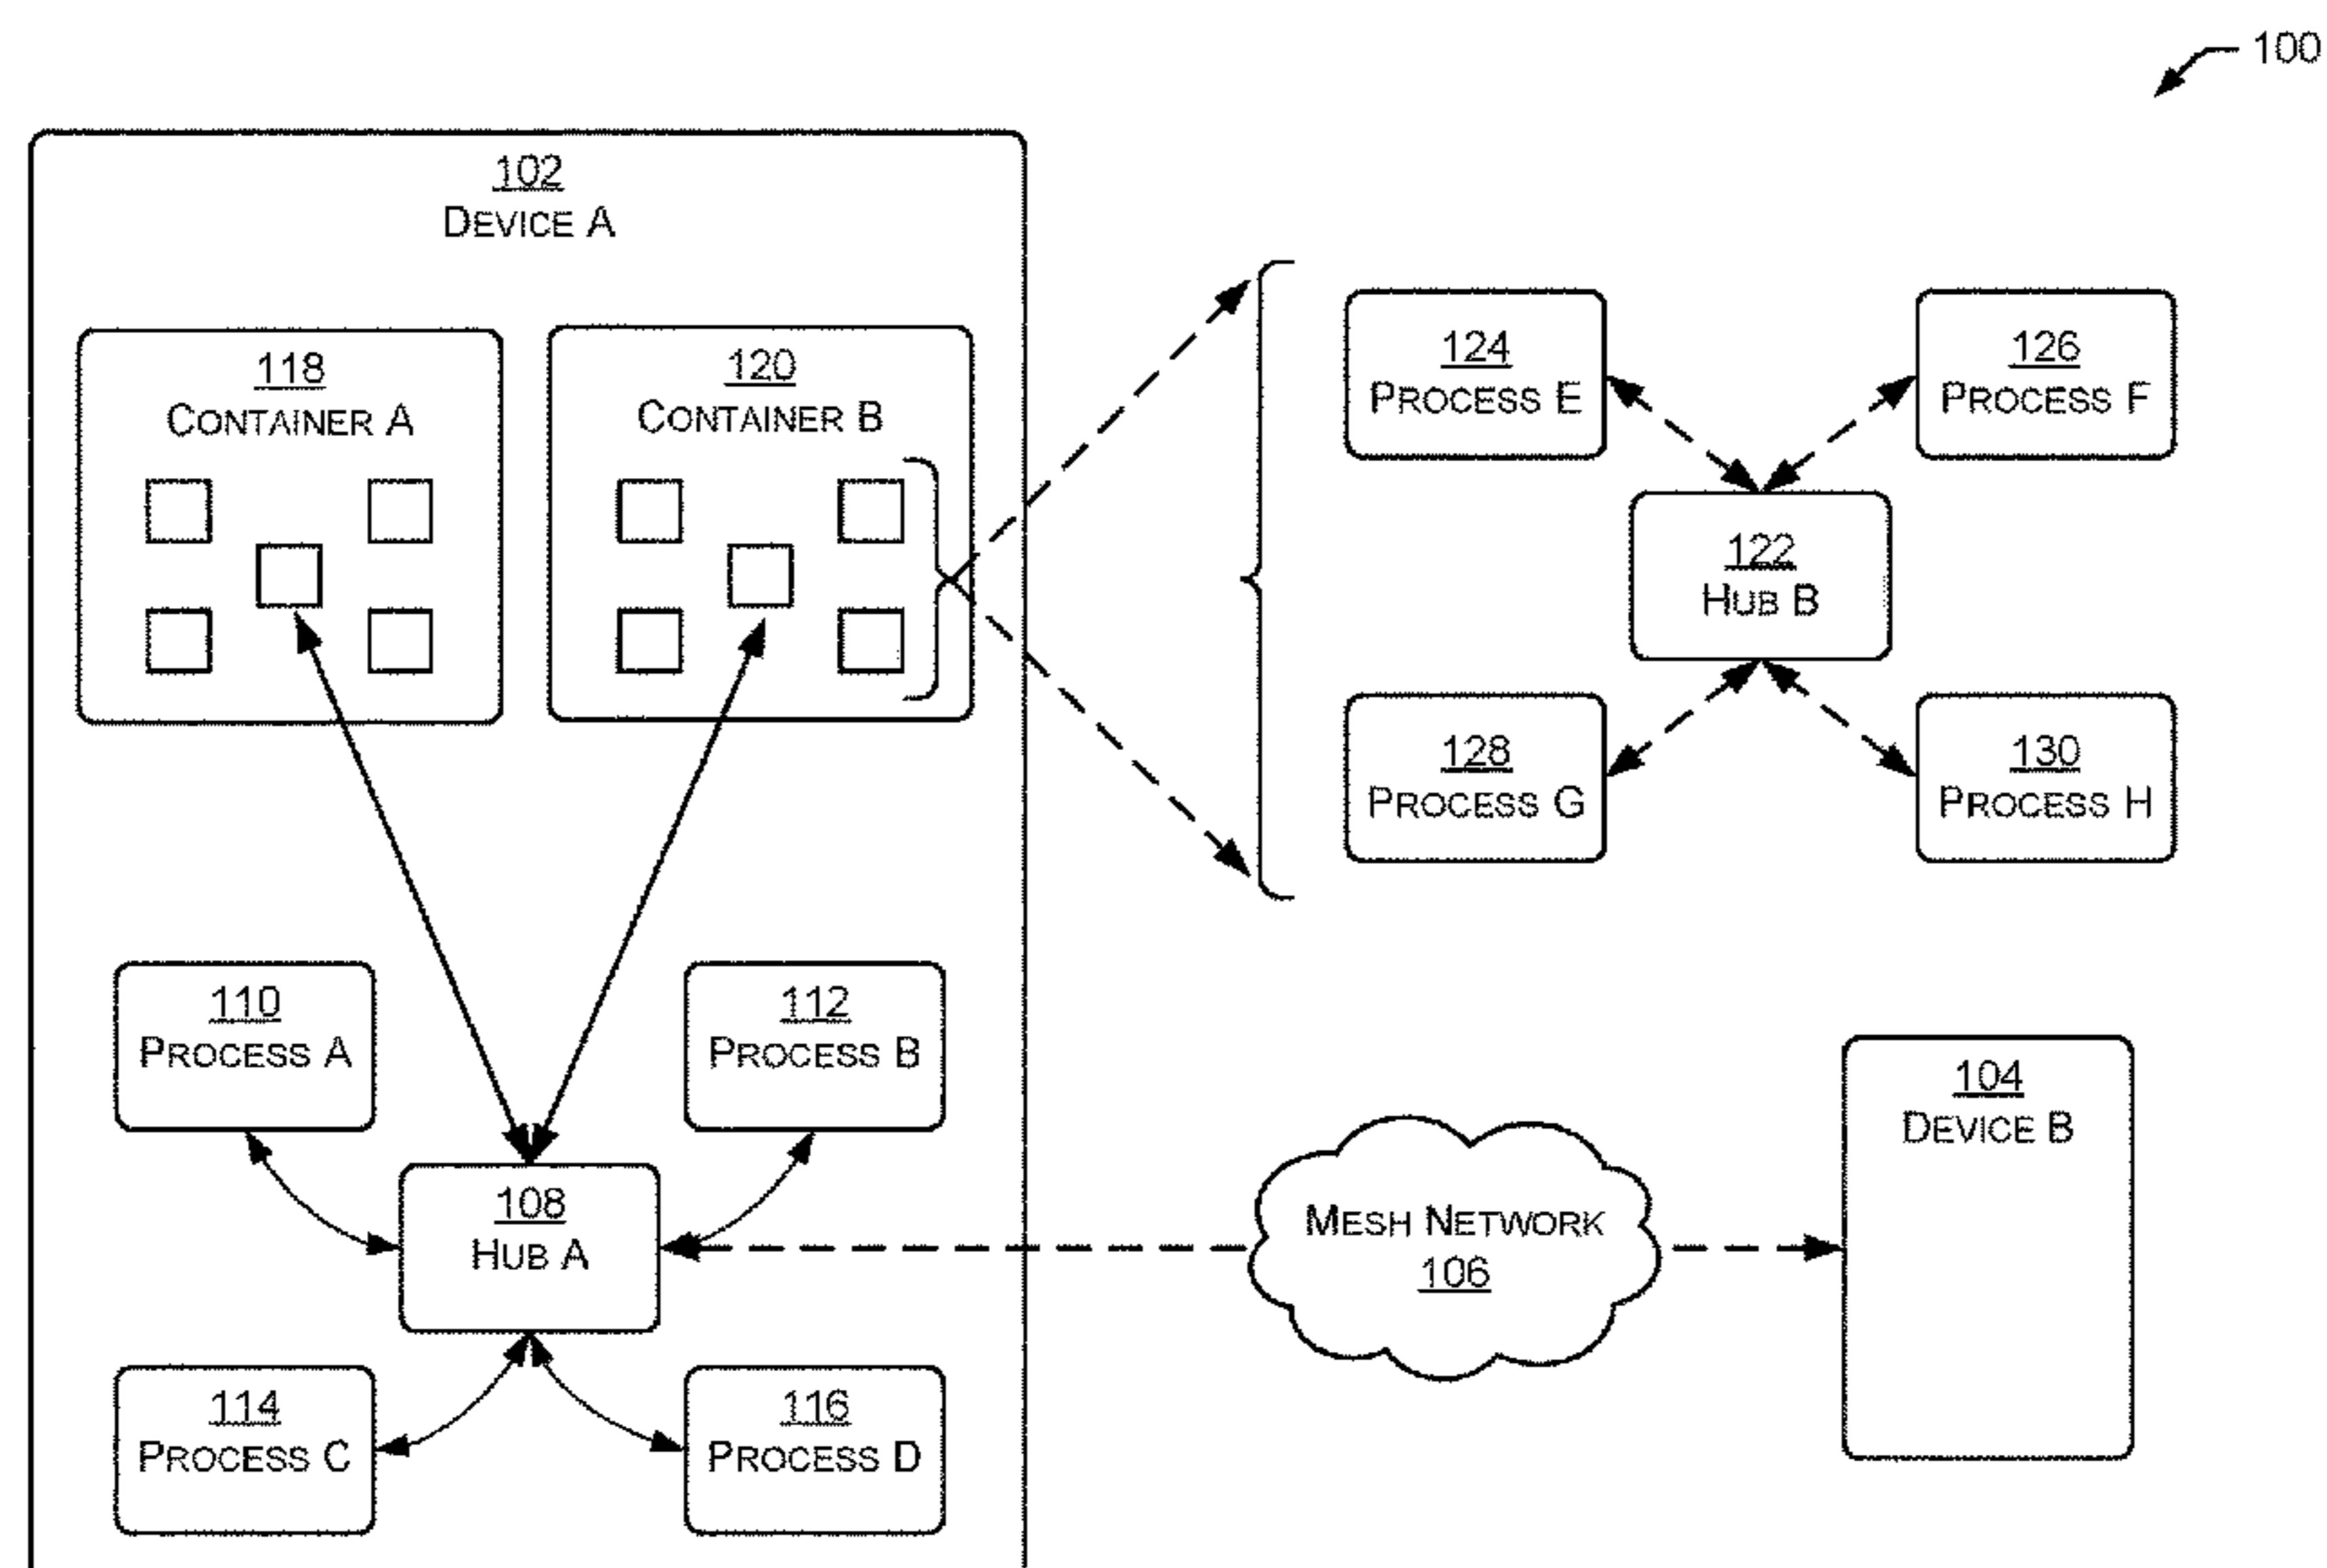 100
102
DEVICE A
118
CONTAINER A
120
CONTAINER B
124
PROCESS E
126
PROCESS F
122
HUB B
128
PROCESS G
130
PROCESS H
110
PROCESS A
112
PROCESS B
108
HUB A
114
PROCESS C
116
PROCESS D
MESH NETWORK
106
104
DEVICE B